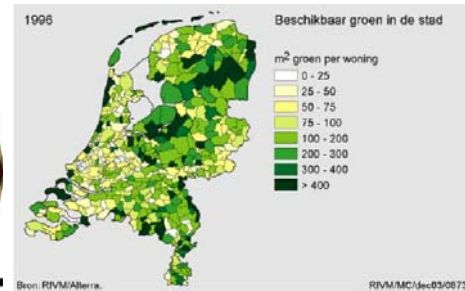 1996
Beschikbaar groen in de stad
m² groen per woning
0 - 25
25 - 50
50 - 75
75 - 100
100 - 200
200 - 300
300 - 400
> 400
Bron: RIVM/Alterra.
RIVM/MC/dec03/0873